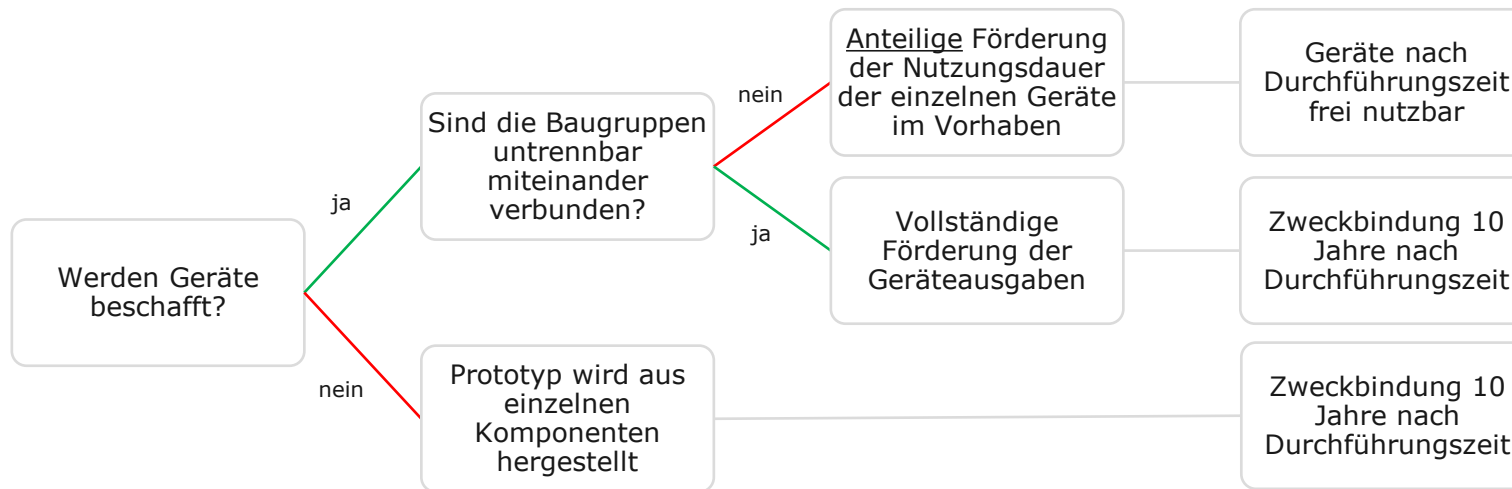 Werden Geräte
beschafft?
ja
nein
Sind die Baugruppen
untrennbar
miteinander
verbunden?
nein
ja
Anteilige Förderung
der Nutzungsdauer
der einzelnen Geräte
im Vorhaben
Geräte nach
Durchführungszeit
frei nutzbar
Vollständige
Förderung der
Geräteausgaben
Zweckbindung 10
Jahre nach
Durchführungszeit
Prototyp wird aus
einzelnen
Komponenten
hergestellt
Zweckbindung 10
Jahre nach
Durchführungszeit